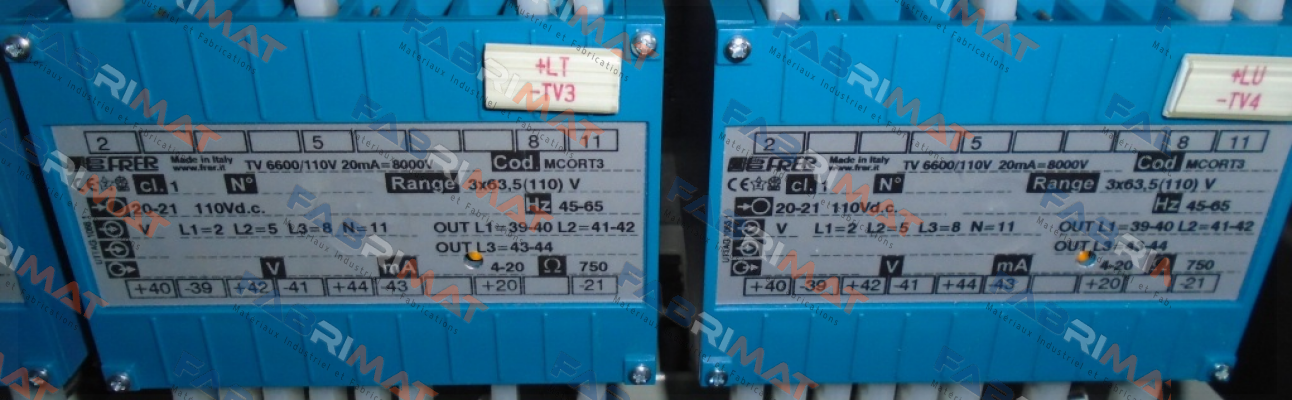 +LT
-TV3
2 5 8 11
FRER Made in Italy www.frer.it TV 6600/110V 20mA=8000V Cod. MCORT3
CE cl. 1 N° Range 3x63,5(110) V
20-21 110Vd.c. Hz 45-65
V L1=2 L2=5 L3=8 N=11 OUT L1=39-40 L2=41-42
OUT L3=43-44
V mA 4-20 Ω 750
+40 -39 +42 -41 +44 -43 +20 -21
+LU
-TV4
2 5 8 11
FRER Made in Italy www.frer.it TV 6600/110V 20mA=8000V Cod. MCORT3
CE cl. 1 N° Range 3x63,5(110) V
20-21 110Vd.c. Hz 45-65
V L1=2 L2=5 L3=8 N=11 OUT L1=39-40 L2=41-42
OUT L3=43-44
V mA 4-20 Ω 750
+40 -39 +42 -41 +44 -43 +20 -21
FABRIMAT
Materiaux Industriel et Fabrications